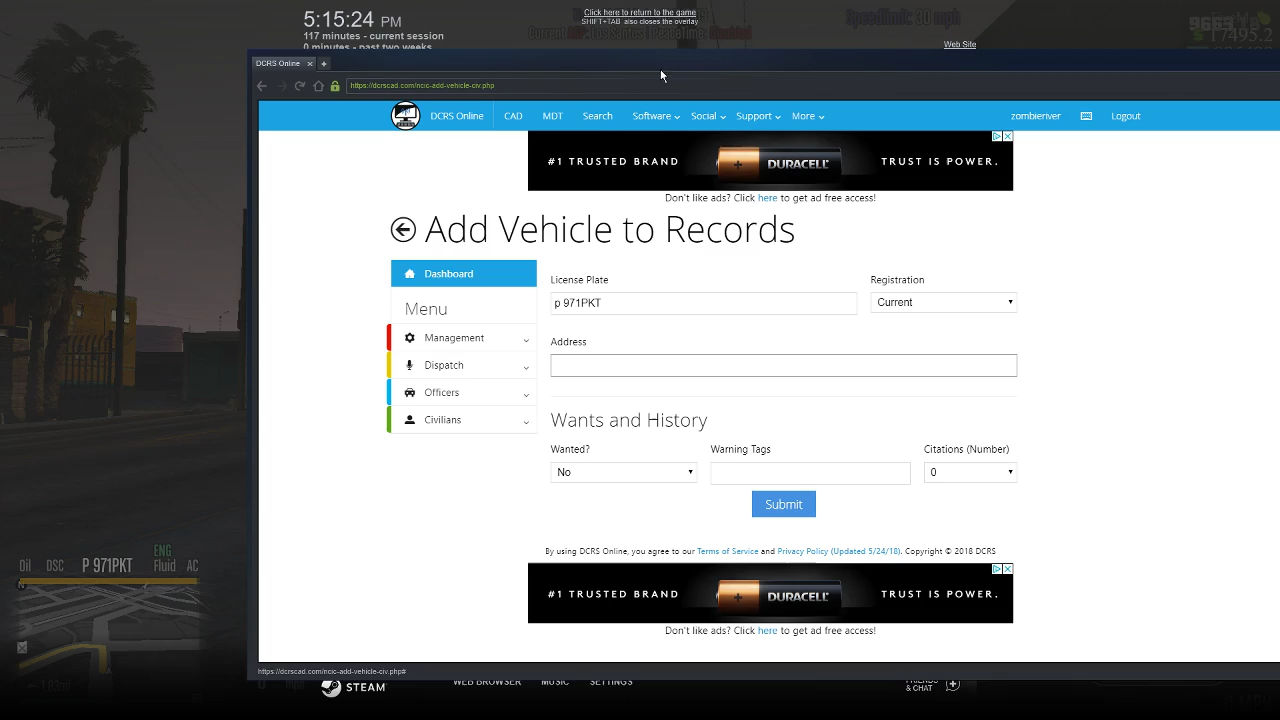 5:15:24 PM
117 minutes - current session
0 minutes - past two weeks
Click here to return to the game
SHIFT+TAB also closes the overlay
Web Site
DCRS Online
https://dcrscad.com/ncic-add-vehicle-civ.php
DCRS Online CAD MDT Search Software Social Support More zombieriver Logout
#1 TRUSTED BRAND DURACELL TRUST IS POWER.
Don't like ads? Click here to get ad free access!
Add Vehicle to Records
Dashboard
Menu
Management
Dispatch
Officers
Civilians
License Plate Registration
p 971PKT Current
Address
Wants and History
Wanted? Warning Tags Citations (Number)
No 0
Submit
By using DCRS Online, you agree to our Terms of Service and Privacy Policy (Updated 5/24/18). Copyright © 2018 DCRS
#1 TRUSTED BRAND DURACELL TRUST IS POWER.
Don't like ads? Click here to get ad free access!
https://dcrscad.com/ncic-add-vehicle-civ.php#
Oil DSC P 971PKT ENG Fluid AC
STEAM
WEB BROWSER MUSIC SETTINGS
FRIENDS
& CHAT